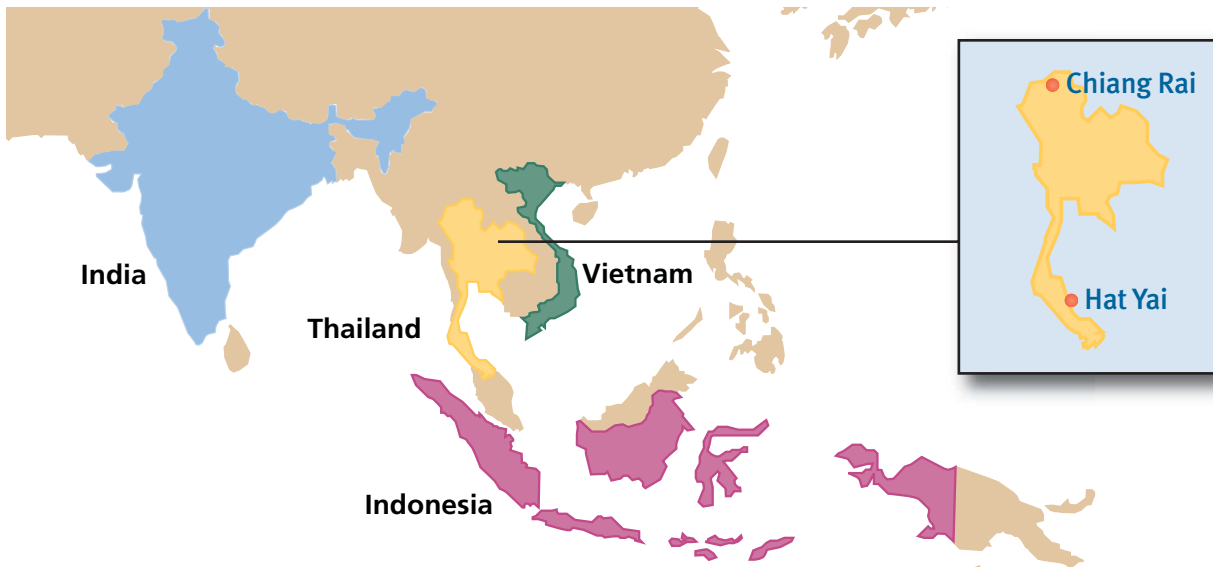 Chiang Rai
India
Vietnam
Hat Yai
Thailand
Indonesia